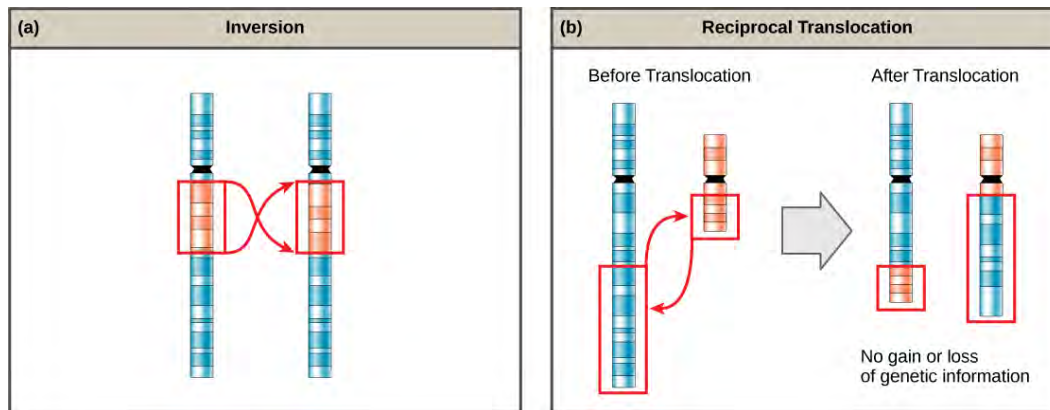 (a) Inversion
(b) Reciprocal Translocation
Before Translocation
After Translocation
No gain or loss
of genetic information